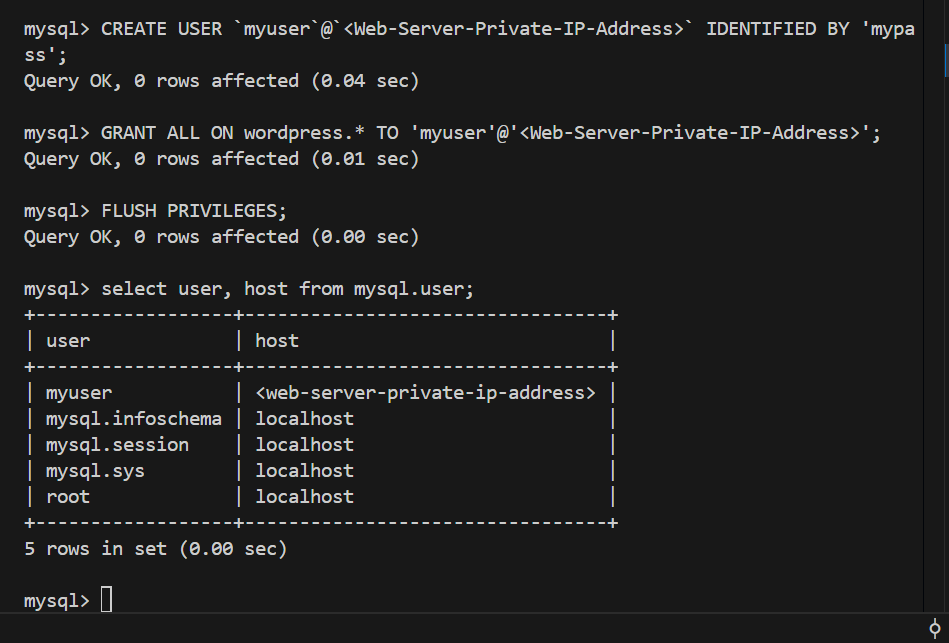 mysql> CREATE USER `myuser`@`<Web-Server-Private-IP-Address>` IDENTIFIED BY 'mypa
ss';
Query OK, 0 rows affected (0.04 sec)
mysql> GRANT ALL ON wordpress.* TO 'myuser'@'<Web-Server-Private-IP-Address>';
Query OK, 0 rows affected (0.01 sec)
mysql> FLUSH PRIVILEGES;
Query OK, 0 rows affected (0.00 sec)
mysql> select user, host from mysql.user;
+------------------+---------------------------------+
| user             | host                            |
+------------------+---------------------------------+
| myuser           | <web-server-private-ip-address> |
| mysql.infoschema | localhost                       |
| mysql.session    | localhost                       |
| mysql.sys        | localhost                       |
| root             | localhost                       |
+------------------+---------------------------------+
5 rows in set (0.00 sec)
mysql>